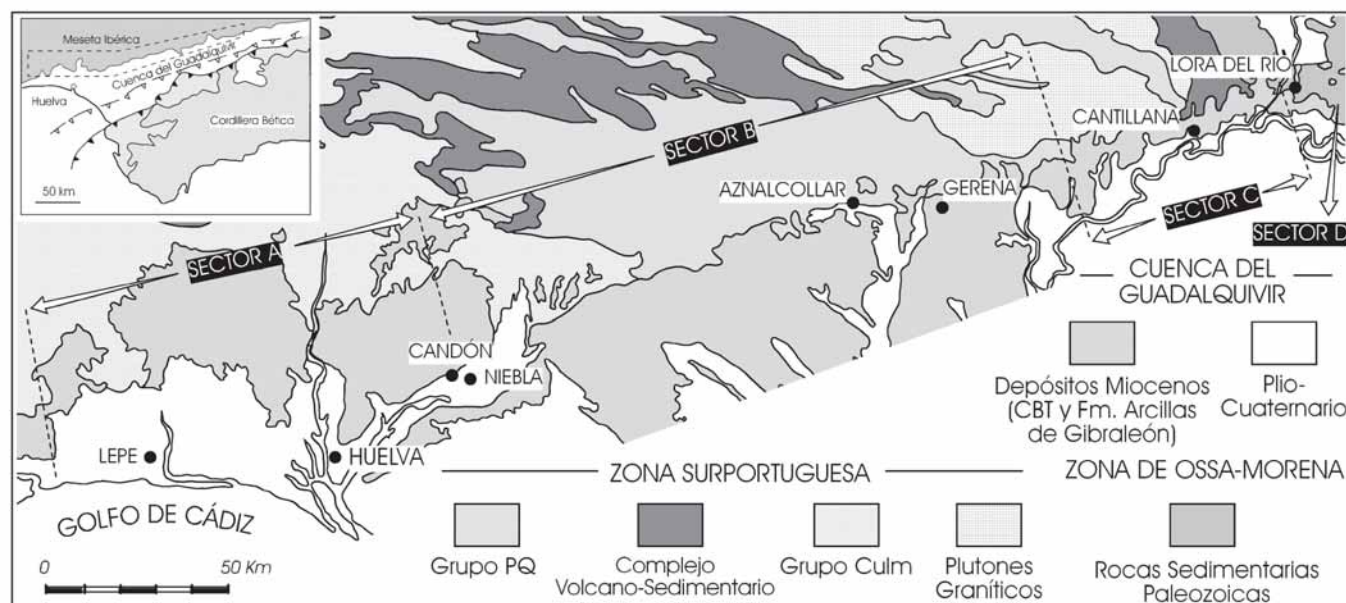 Meseta Ibérica
Cuenca del Guadalquivir
Huelva
Cordillera Bética
50 km
LORA DEL RÍO
CANTILLANA
SECTOR B
AZNALCOLLAR
GERENA
SECTOR C
SECTOR A
SECTOR D
CUENCA DEL
GUADALQUIVIR
CANDÓN
NIEBLA
Depósitos Miocenos
(CBT y Fm. Arcillas
de Gibraleón)
Plio-
Cuaternario
LEPE
HUELVA
ZONA SURPORTUGUESA
ZONA DE OSSA-MORENA
GOLFO DE CÁDIZ
0
50 Km
Grupo PQ
Complejo
Volcano-Sedimentario
Grupo Culm
Plutones
Graníticos
Rocas Sedimentarias
Paleozoicas